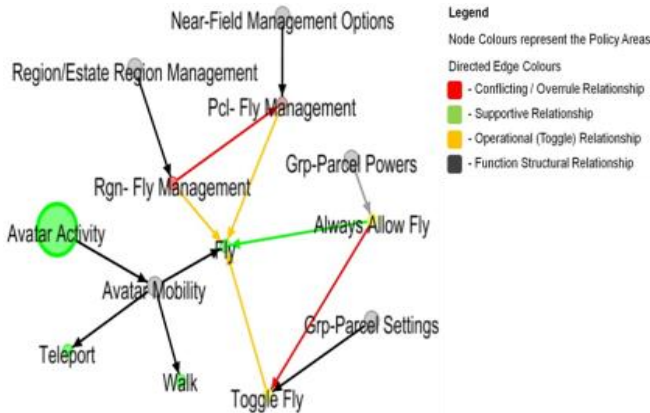 Near-Field Management Options
Region/Estate Region Management
Pcl- Fly Management
Grp-Parcel Powers
Rgn- Fly Management
Always Allow Fly
Avatar Activity
Fly
Avatar Mobility
Grp-Parcel Settings
Teleport
Walk
Toggle Fly
Legend
Node Colours represent the Policy Areas
Directed Edge Colours
- Conflicting / Overrule Relationship
- Supportive Relationship
- Operational (Toggle) Relationship
- Function Structural Relationship